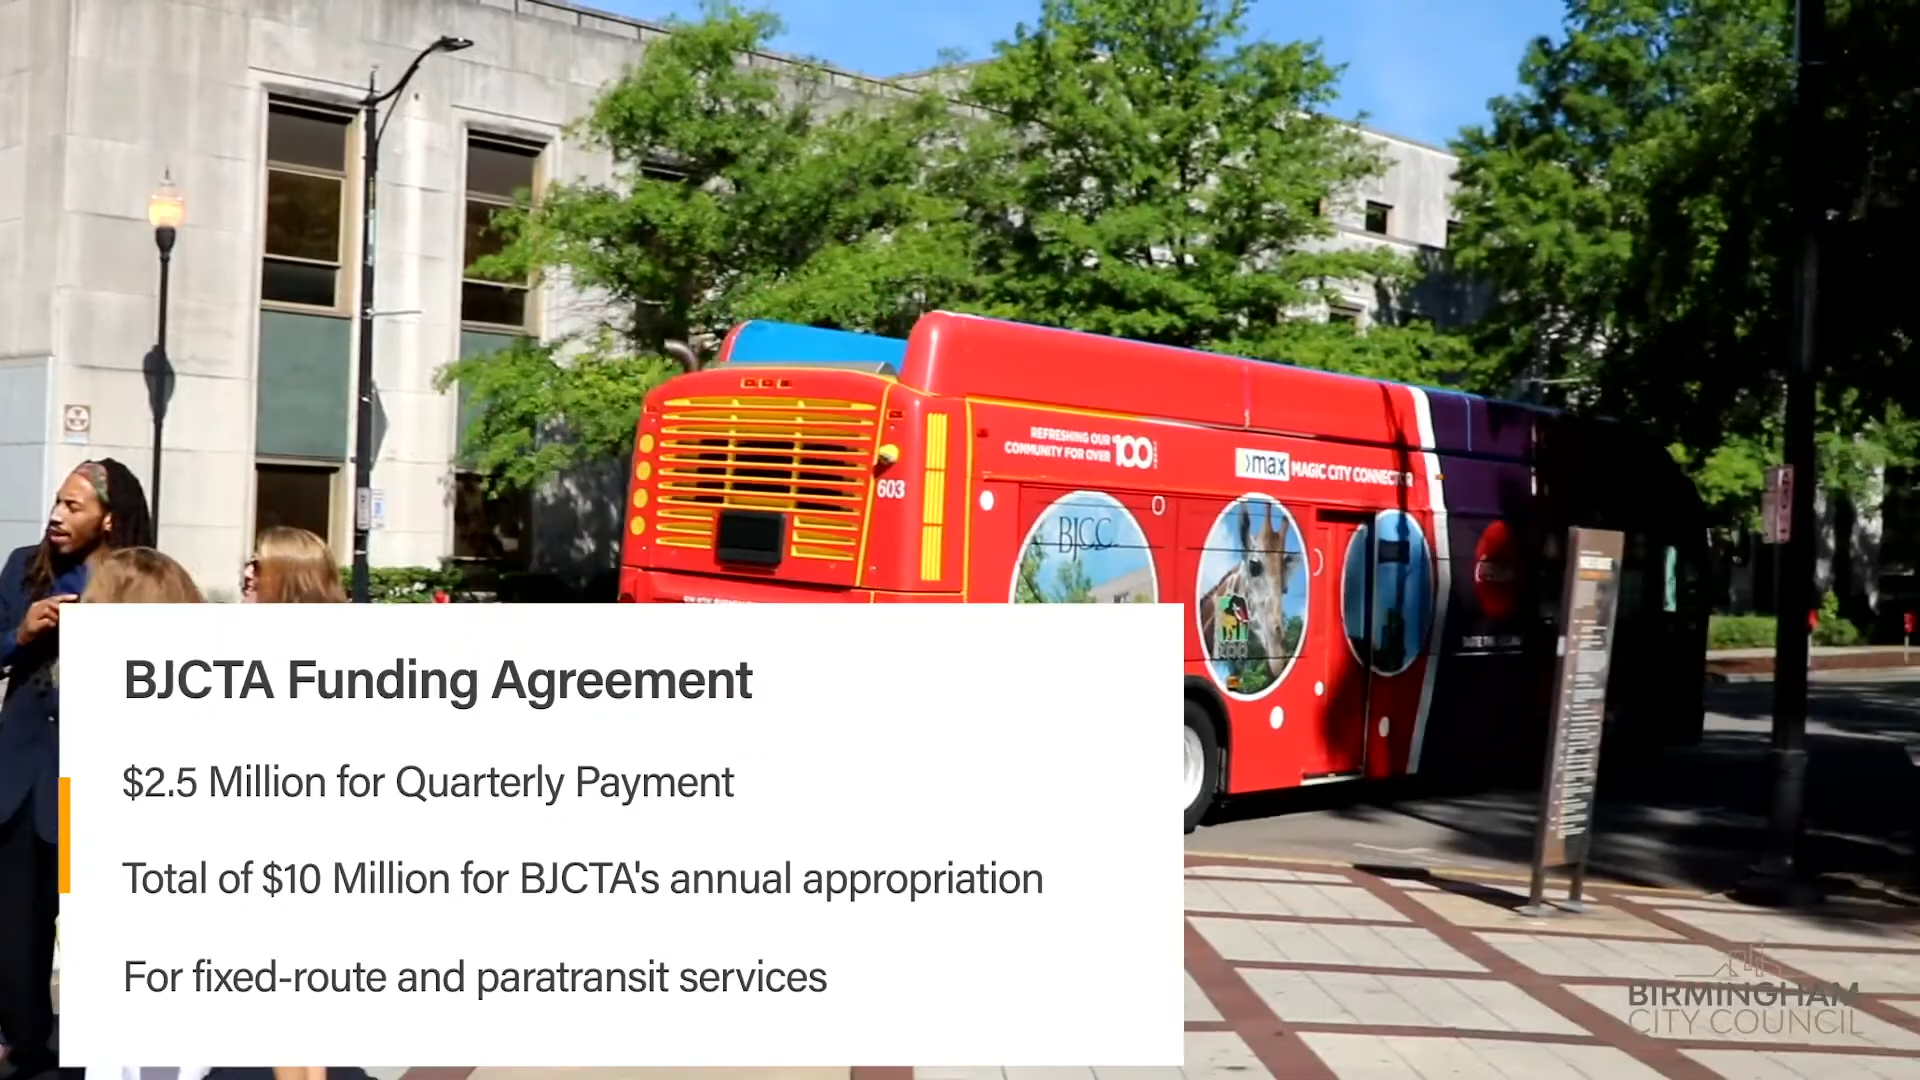 REFRESHING OUR
COMMUNITY FOR OVER
100
YEARS
›max MAGIC CITY CONNECTOR
603
BJCC
ZOO
BJCTA Funding Agreement
$2.5 Million for Quarterly Payment
Total of $10 Million for BJCTA's annual appropriation
For fixed-route and paratransit services
BIRMINGHAM
CITY COUNCIL